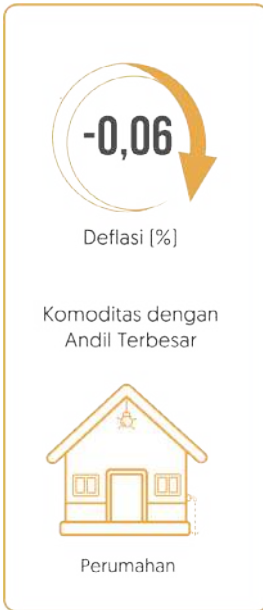 -0,06
Deflasi (%)
Komoditas dengan
Andil Terbesar
Perumahan